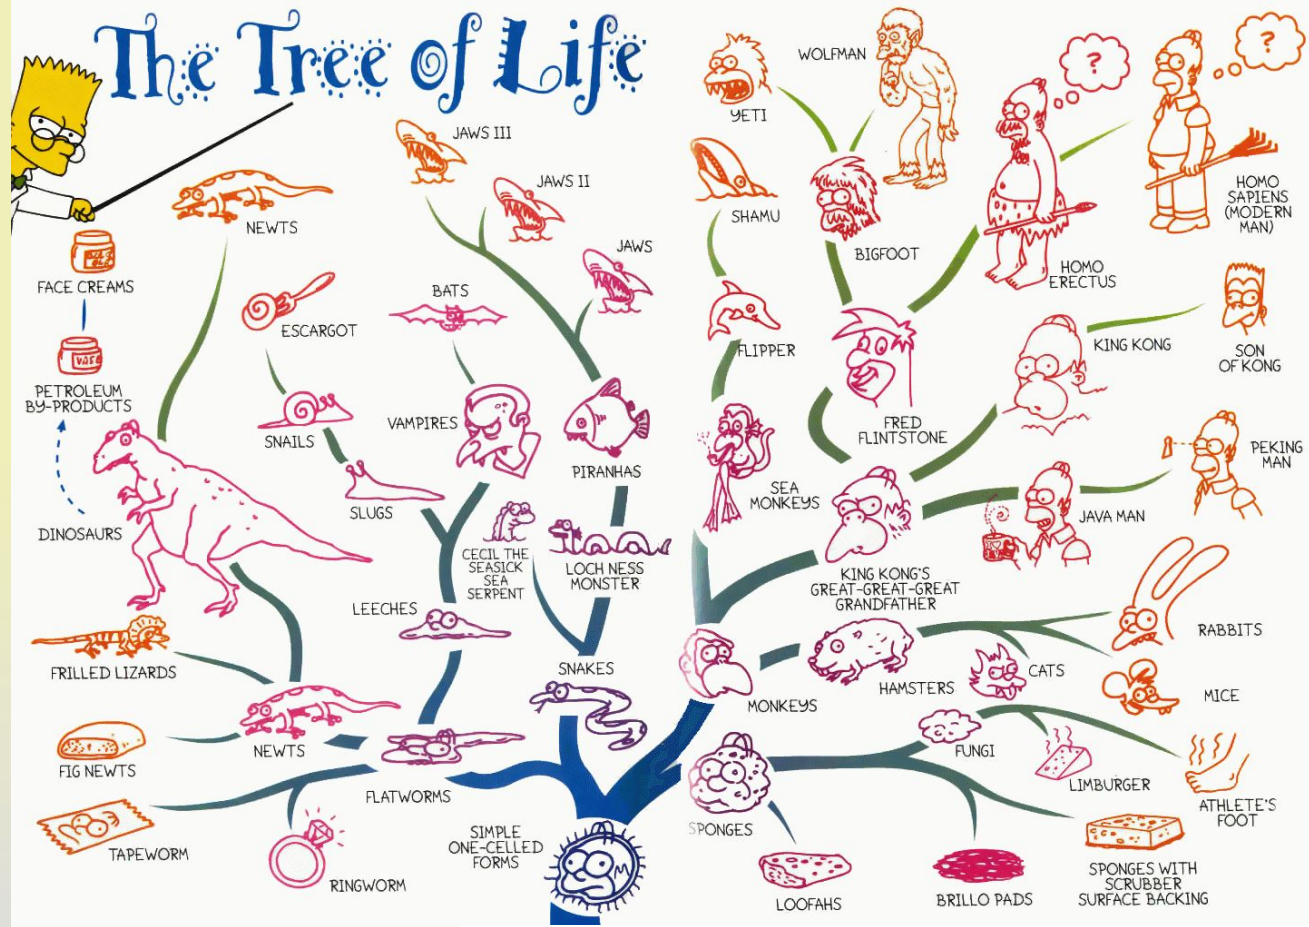 The Tree of Life
YETI
WOLFMAN
?
?
JAWS III
JAWS II
JAWS
SHAMU
BIGFOOT
HOMO
SAPIENS
(MODERN
MAN)
HOMO
ERECTUS
NEWTS
FACE CREAMS
ESCARGOT
BATS
FLIPPER
KING KONG
SON
OF KONG
VASE
PETROLEUM
BY-PRODUCTS
SNAILS
VAMPIRES
PIRANHAS
FRED
FLINTSTONE
PEKING
MAN
DINOSAURS
SLUGS
CECIL THE
SEASICK
SEA
SERPENT
LOCH NESS
MONSTER
SEA
MONKEYS
JAVA MAN
KING KONG'S
GREAT-GREAT-GREAT
GRANDFATHER
LEECHES
FRILLED LIZARDS
SNAKES
MONKEYS
HAMSTERS
CATS
RABBITS
MICE
NEWTS
FIG NEWTS
FLATWORMS
FUNGI
LIMBURGER
ATHLETE'S
FOOT
TAPEWORM
RINGWORM
SIMPLE
ONE-CELLED
FORMS
SPONGES
LOOFAHS
BRILLO PADS
SPONGES WITH
SCRUBBER
SURFACE BACKING